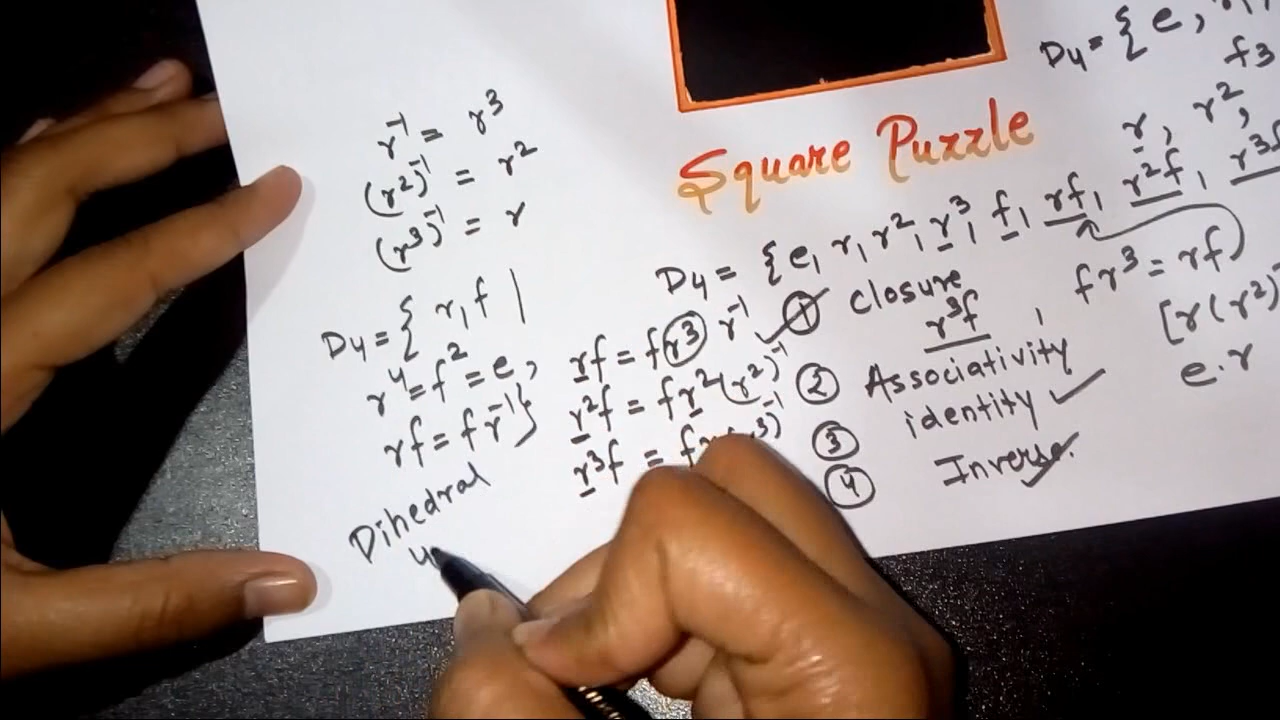 r⁻¹ = r³
(r²)⁻¹ = r²
(r³)⁻¹ = r
D4 = { r, f |
r⁴ = f² = e,
rf = fr⁻¹}
Dihedral
4
rf = fr³ r⁻¹
r²f = fr² (r²)⁻¹
r³f =
Square Puzzle
D4 = { e, r, r², r³, f, rf, r²f, r³f
① closure
r³f , fr³ = rf
② Associativity
③ identity ✓
④ Inverse.
D4 = { e,
f3
r, r²,
[r(r²)
e.r